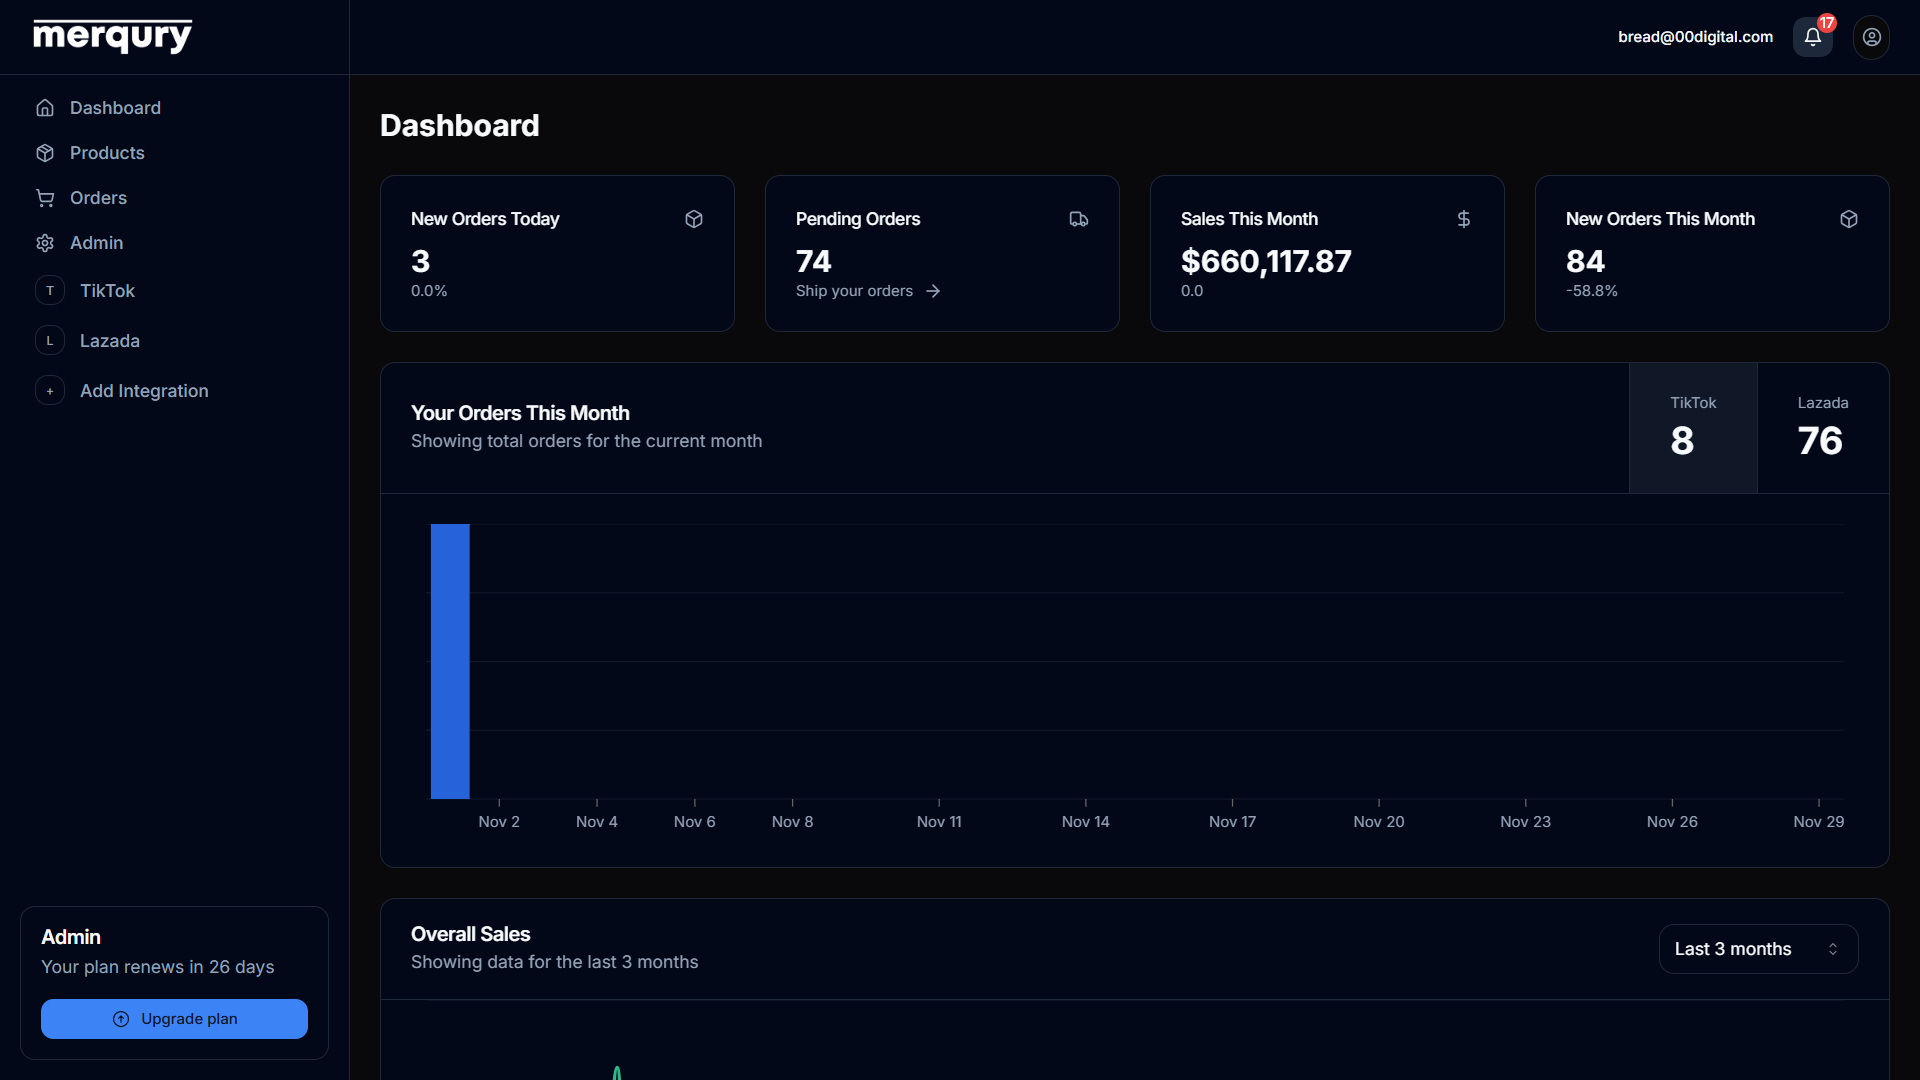 merqury
bread@00digital.com
17
Dashboard
Products
Orders
Admin
T TikTok
L Lazada
+ Add Integration
Admin
Your plan renews in 26 days
Upgrade plan
Dashboard
New Orders Today
3
0.0%
Pending Orders
74
Ship your orders
Sales This Month
$660,117.87
0.0
New Orders This Month
84
-58.8%
Your Orders This Month
Showing total orders for the current month
TikTok
8
Lazada
76
Nov 2 Nov 4 Nov 6 Nov 8 Nov 11 Nov 14 Nov 17 Nov 20 Nov 23 Nov 26 Nov 29
Overall Sales
Showing data for the last 3 months
Last 3 months